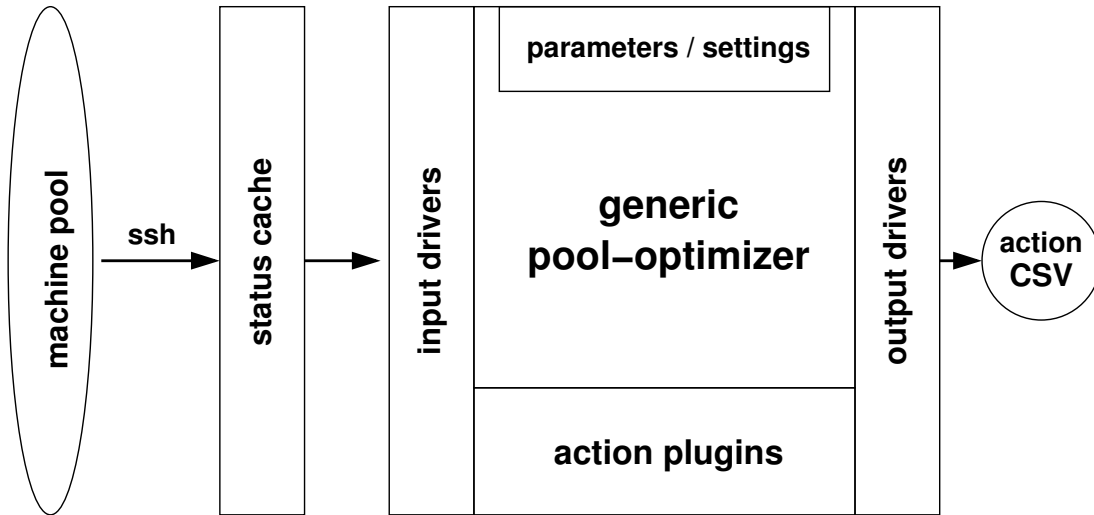 machine pool
ssh
status cache
input drivers
parameters / settings
generic
pool−optimizer
action plugins
output drivers
action
CSV